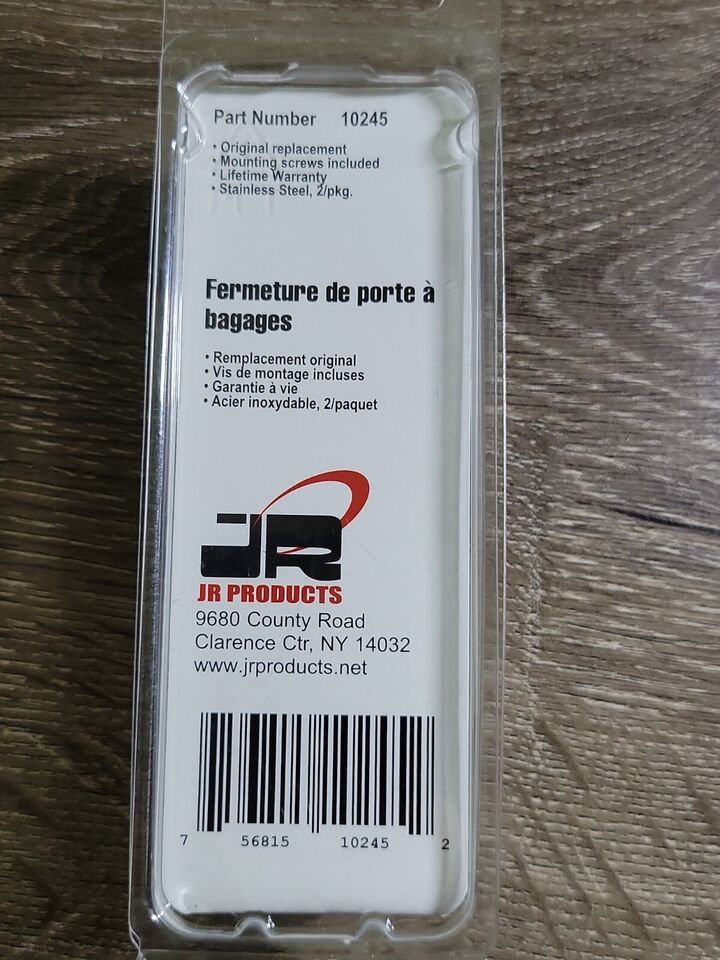 Part Number 10245
• Original replacement
• Mounting screws included
• Lifetime Warranty
• Stainless Steel, 2/pkg.
Fermeture de porte à
bagages
• Remplacement original
• Vis de montage incluses
• Garantie à vie
• Acier inoxydable, 2/paquet
JR
JR PRODUCTS
9680 County Road
Clarence Ctr, NY 14032
www.jrproducts.net
7 56815 10245 2